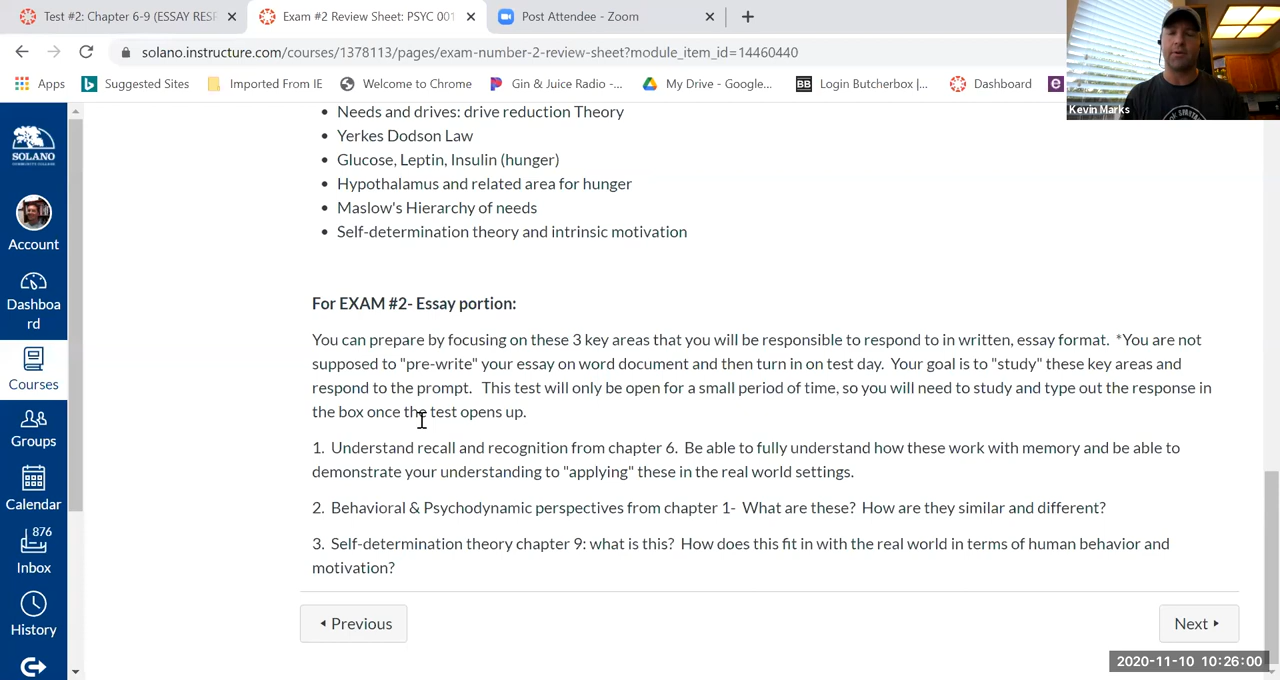 Test #2: Chapter 6-9 (ESSAY RESP
Exam #2 Review Sheet: PSYC 001
Post Attendee - Zoom
solano.instructure.com/courses/1378113/pages/exam-number-2-review-sheet?module_item_id=14460440
Apps
Suggested Sites
Imported From IE
Welcome
Gin & Juice Radio -...
My Drive - Google...
BB
Login Butcherbox |...
Dashboard
e
Kevin Marks
SOLANO
COMMUNITY COLLEGE
Account
Dashboa
rd
Courses
Groups
Calendar
876
Inbox
History
Needs and drives: drive reduction Theory
Yerkes Dodson Law
Glucose, Leptin, Insulin (hunger)
Hypothalamus and related area for hunger
Maslow's Hierarchy of needs
Self-determination theory and intrinsic motivation
For EXAM #2- Essay portion:
You can prepare by focusing on these 3 key areas that you will be responsible to respond to in written, essay format. *You are not
supposed to "pre-write" your essay on word document and then turn in on test day. Your goal is to "study" these key areas and
respond to the prompt. This test will only be open for a small period of time, so you will need to study and type out the response in
the box once the test opens up.
1. Understand recall and recognition from chapter 6. Be able to fully understand how these work with memory and be able to
demonstrate your understanding to "applying" these in the real world settings.
2. Behavioral & Psychodynamic perspectives from chapter 1- What are these? How are they similar and different?
3. Self-determination theory chapter 9: what is this? How does this fit in with the real world in terms of human behavior and
motivation?
Previous
Next
2020-11-10 10:26:00